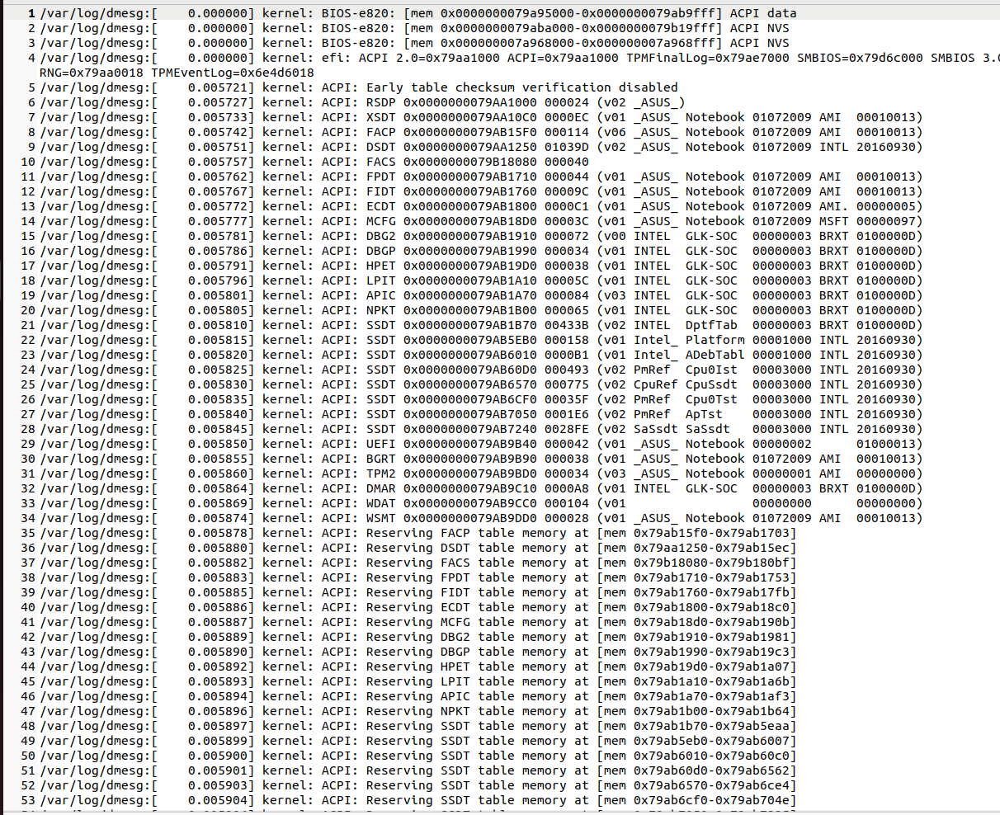 1 /var/log/dmesg:[    0.000000] kernel: BIOS-e820: [mem 0x0000000079a95000-0x0000000079ab9fff] ACPI data
2 /var/log/dmesg:[    0.000000] kernel: BIOS-e820: [mem 0x0000000079aba000-0x0000000079b19fff] ACPI NVS
3 /var/log/dmesg:[    0.000000] kernel: BIOS-e820: [mem 0x000000007a968000-0x000000007a968fff] ACPI NVS
4 /var/log/dmesg:[    0.000000] kernel: efi: ACPI 2.0=0x79aa1000 ACPI=0x79aa1000 TPMFinalLog=0x79ae7000 SMBIOS=0x79d6c000 SMBIOS 3.0
RNG=0x79aa0018 TPMEventLog=0x6e4d6018
5 /var/log/dmesg:[    0.005721] kernel: ACPI: Early table checksum verification disabled
6 /var/log/dmesg:[    0.005727] kernel: ACPI: RSDP 0x0000000079AA1000 000024 (v02 _ASUS_)
7 /var/log/dmesg:[    0.005733] kernel: ACPI: XSDT 0x0000000079AA10C0 0000EC (v01 _ASUS_ Notebook 01072009 AMI  00010013)
8 /var/log/dmesg:[    0.005742] kernel: ACPI: FACP 0x0000000079AB15F0 000114 (v06 _ASUS_ Notebook 01072009 AMI  00010013)
9 /var/log/dmesg:[    0.005751] kernel: ACPI: DSDT 0x0000000079AA1250 01039D (v02 _ASUS_ Notebook 01072009 INTL 20160930)
10 /var/log/dmesg:[    0.005757] kernel: ACPI: FACS 0x0000000079B18080 000040
11 /var/log/dmesg:[    0.005762] kernel: ACPI: FPDT 0x0000000079AB1710 000044 (v01 _ASUS_ Notebook 01072009 AMI  00010013)
12 /var/log/dmesg:[    0.005767] kernel: ACPI: FIDT 0x0000000079AB1760 00009C (v01 _ASUS_ Notebook 01072009 AMI  00010013)
13 /var/log/dmesg:[    0.005772] kernel: ACPI: ECDT 0x0000000079AB1800 0000C1 (v01 _ASUS_ Notebook 01072009 AMI. 00000005)
14 /var/log/dmesg:[    0.005777] kernel: ACPI: MCFG 0x0000000079AB18D0 00003C (v01 _ASUS_ Notebook 01072009 MSFT 00000097)
15 /var/log/dmesg:[    0.005781] kernel: ACPI: DBG2 0x0000000079AB1910 000072 (v00 INTEL  GLK-SOC  00000003 BRXT 0100000D)
16 /var/log/dmesg:[    0.005786] kernel: ACPI: DBGP 0x0000000079AB1990 000034 (v01 INTEL  GLK-SOC  00000003 BRXT 0100000D)
17 /var/log/dmesg:[    0.005791] kernel: ACPI: HPET 0x0000000079AB19D0 000038 (v01 INTEL  GLK-SOC  00000003 BRXT 0100000D)
18 /var/log/dmesg:[    0.005796] kernel: ACPI: LPIT 0x0000000079AB1A10 00005C (v01 INTEL  GLK-SOC  00000003 BRXT 0100000D)
19 /var/log/dmesg:[    0.005801] kernel: ACPI: APIC 0x0000000079AB1A70 000084 (v03 INTEL  GLK-SOC  00000003 BRXT 0100000D)
20 /var/log/dmesg:[    0.005805] kernel: ACPI: NPKT 0x0000000079AB1B00 000065 (v01 INTEL  GLK-SOC  00000003 BRXT 0100000D)
21 /var/log/dmesg:[    0.005810] kernel: ACPI: SSDT 0x0000000079AB1B70 00433B (v02 INTEL  DptfTab  00000003 BRXT 0100000D)
22 /var/log/dmesg:[    0.005815] kernel: ACPI: SSDT 0x0000000079AB5EB0 000158 (v01 Intel_ Platform 00001000 INTL 20160930)
23 /var/log/dmesg:[    0.005820] kernel: ACPI: SSDT 0x0000000079AB6010 0000B1 (v01 Intel_ ADebTabl 00001000 INTL 20160930)
24 /var/log/dmesg:[    0.005825] kernel: ACPI: SSDT 0x0000000079AB60D0 000493 (v02 PmRef  Cpu0Ist  00003000 INTL 20160930)
25 /var/log/dmesg:[    0.005830] kernel: ACPI: SSDT 0x0000000079AB6570 000775 (v02 CpuRef CpuSsdt  00003000 INTL 20160930)
26 /var/log/dmesg:[    0.005835] kernel: ACPI: SSDT 0x0000000079AB6CF0 00035F (v02 PmRef  Cpu0Tst  00003000 INTL 20160930)
27 /var/log/dmesg:[    0.005840] kernel: ACPI: SSDT 0x0000000079AB7050 0001E6 (v02 PmRef  ApTst    00003000 INTL 20160930)
28 /var/log/dmesg:[    0.005845] kernel: ACPI: SSDT 0x0000000079AB7240 0028FE (v02 SaSsdt SaSsdt   00003000 INTL 20160930)
29 /var/log/dmesg:[    0.005850] kernel: ACPI: UEFI 0x0000000079AB9B40 000042 (v01 _ASUS_ Notebook 00000002      01000013)
30 /var/log/dmesg:[    0.005855] kernel: ACPI: BGRT 0x0000000079AB9B90 000038 (v01 _ASUS_ Notebook 01072009 AMI  00010013)
31 /var/log/dmesg:[    0.005860] kernel: ACPI: TPM2 0x0000000079AB9BD0 000034 (v03 _ASUS_ Notebook 00000001 AMI  00000000)
32 /var/log/dmesg:[    0.005864] kernel: ACPI: DMAR 0x0000000079AB9C10 0000A8 (v01 INTEL  GLK-SOC  00000003 BRXT 0100000D)
33 /var/log/dmesg:[    0.005869] kernel: ACPI: WDAT 0x0000000079AB9CC0 000104 (v01                 00000000      00000000)
34 /var/log/dmesg:[    0.005874] kernel: ACPI: WSMT 0x0000000079AB9DD0 000028 (v01 _ASUS_ Notebook 01072009 AMI  00010013)
35 /var/log/dmesg:[    0.005878] kernel: ACPI: Reserving FACP table memory at [mem 0x79ab15f0-0x79ab1703]
36 /var/log/dmesg:[    0.005880] kernel: ACPI: Reserving DSDT table memory at [mem 0x79aa1250-0x79ab15ec]
37 /var/log/dmesg:[    0.005882] kernel: ACPI: Reserving FACS table memory at [mem 0x79b18080-0x79b180bf]
38 /var/log/dmesg:[    0.005883] kernel: ACPI: Reserving FPDT table memory at [mem 0x79ab1710-0x79ab1753]
39 /var/log/dmesg:[    0.005885] kernel: ACPI: Reserving FIDT table memory at [mem 0x79ab1760-0x79ab17fb]
40 /var/log/dmesg:[    0.005886] kernel: ACPI: Reserving ECDT table memory at [mem 0x79ab1800-0x79ab18c0]
41 /var/log/dmesg:[    0.005887] kernel: ACPI: Reserving MCFG table memory at [mem 0x79ab18d0-0x79ab190b]
42 /var/log/dmesg:[    0.005889] kernel: ACPI: Reserving DBG2 table memory at [mem 0x79ab1910-0x79ab1981]
43 /var/log/dmesg:[    0.005890] kernel: ACPI: Reserving DBGP table memory at [mem 0x79ab1990-0x79ab19c3]
44 /var/log/dmesg:[    0.005892] kernel: ACPI: Reserving HPET table memory at [mem 0x79ab19d0-0x79ab1a07]
45 /var/log/dmesg:[    0.005893] kernel: ACPI: Reserving LPIT table memory at [mem 0x79ab1a10-0x79ab1a6b]
46 /var/log/dmesg:[    0.005894] kernel: ACPI: Reserving APIC table memory at [mem 0x79ab1a70-0x79ab1af3]
47 /var/log/dmesg:[    0.005896] kernel: ACPI: Reserving NPKT table memory at [mem 0x79ab1b00-0x79ab1b64]
48 /var/log/dmesg:[    0.005897] kernel: ACPI: Reserving SSDT table memory at [mem 0x79ab1b70-0x79ab5eaa]
49 /var/log/dmesg:[    0.005899] kernel: ACPI: Reserving SSDT table memory at [mem 0x79ab5eb0-0x79ab6007]
50 /var/log/dmesg:[    0.005900] kernel: ACPI: Reserving SSDT table memory at [mem 0x79ab6010-0x79ab60c0]
51 /var/log/dmesg:[    0.005901] kernel: ACPI: Reserving SSDT table memory at [mem 0x79ab60d0-0x79ab6562]
52 /var/log/dmesg:[    0.005903] kernel: ACPI: Reserving SSDT table memory at [mem 0x79ab6570-0x79ab6ce4]
53 /var/log/dmesg:[    0.005904] kernel: ACPI: Reserving SSDT table memory at [mem 0x79ab6cf0-0x79ab704e]